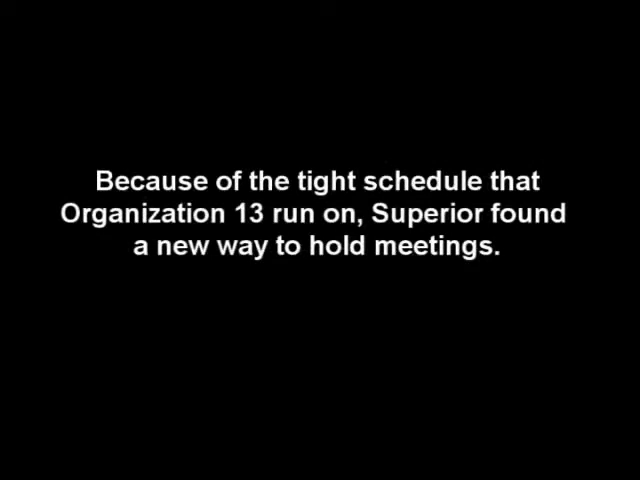 Because of the tight schedule that
Organization 13 run on, Superior found
a new way to hold meetings.